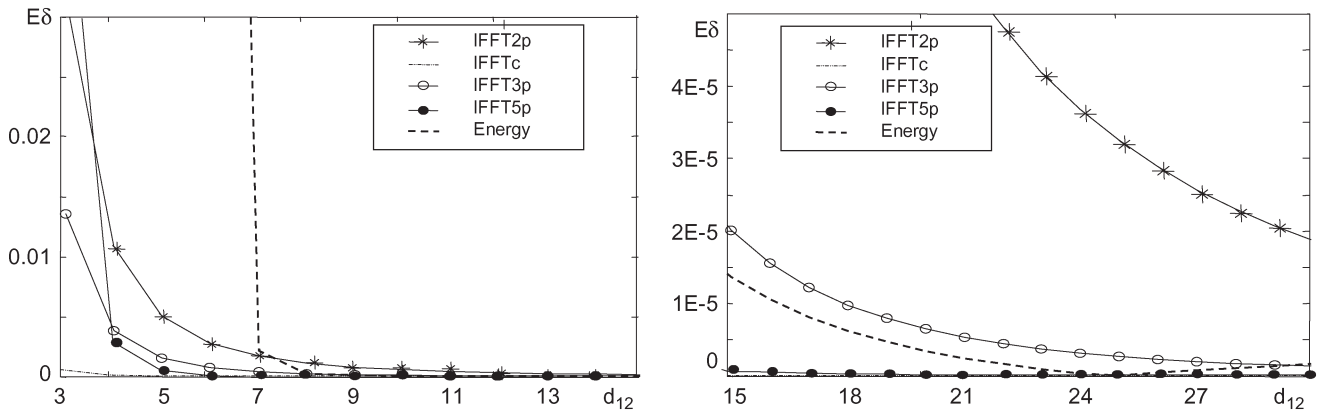 Eδ
IFFT2p
IFFTc
IFFT3p
IFFT5p
Energy
0.02
0.01
0
3 5 7 9 11 13 d12
Eδ
IFFT2p
IFFTc
IFFT3p
IFFT5p
Energy
4E-5
3E-5
2E-5
1E-5
0
15 18 21 24 27 d12